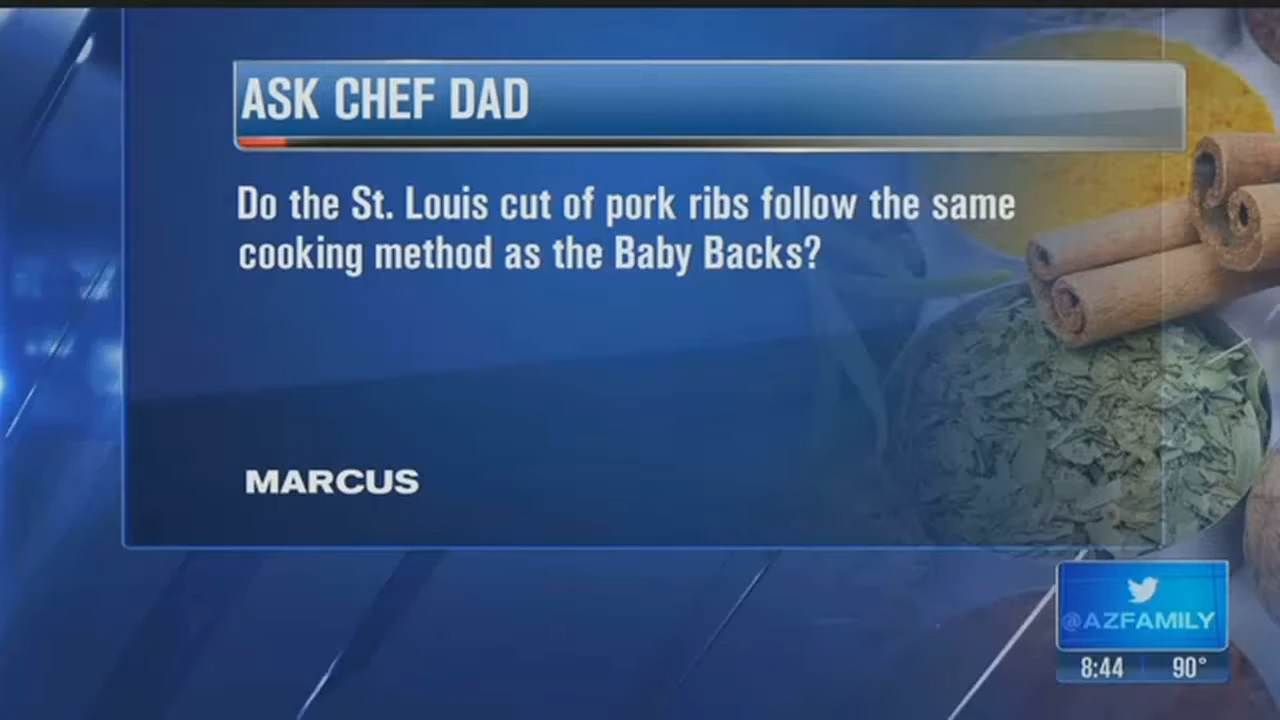 ASK CHEF DAD
Do the St. Louis cut of pork ribs follow the same
cooking method as the Baby Backs?
MARCUS
@AZFAMILY
8:44 90°